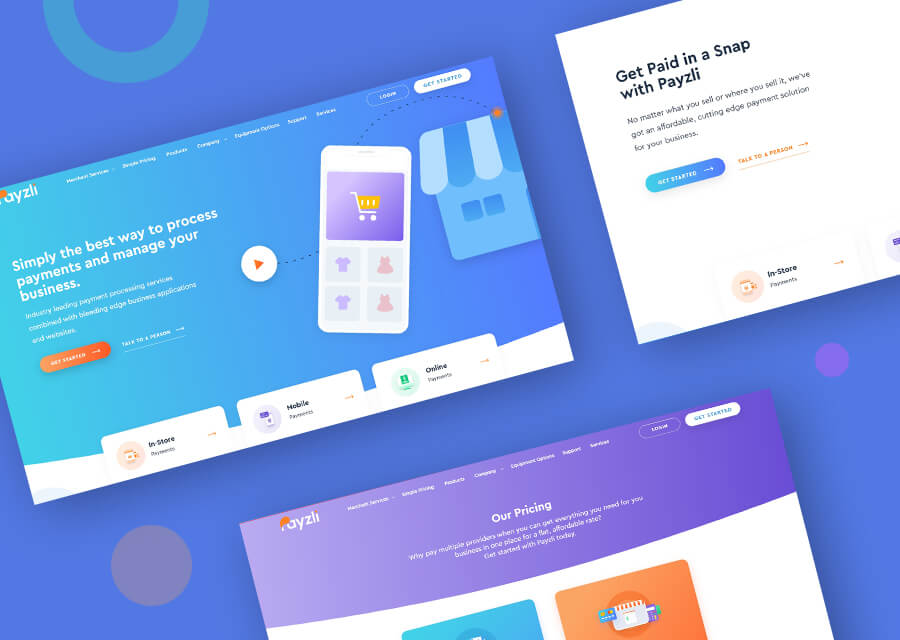 LOGIN
GET STARTED
Payzli
Merchant Services
Simple Pricing
Products
Company
Equipment Options
Support
Services
Simply the best way to process
payments and manage your
business.
Industry leading payment processing services
combined with bleeding edge business applications
and websites.
GET STARTED
TALK TO A PERSON
In-Store
Payments
Mobile
Payments
Online
Payments
Get Paid in a Snap
with Payzli
No matter what you sell or where you sell it, we've
got an affordable, cutting edge payment solution
for your business.
GET STARTED
TALK TO A PERSON
In-Store
Payments
LOGIN
GET STARTED
Payzli
Merchant Services
Simple Pricing
Products
Company
Equipment Options
Support
Services
Our Pricing
Why pay multiple providers when you can get everything you need for you
business in one place for a flat, affordable rate?
Get started with Payzli today.